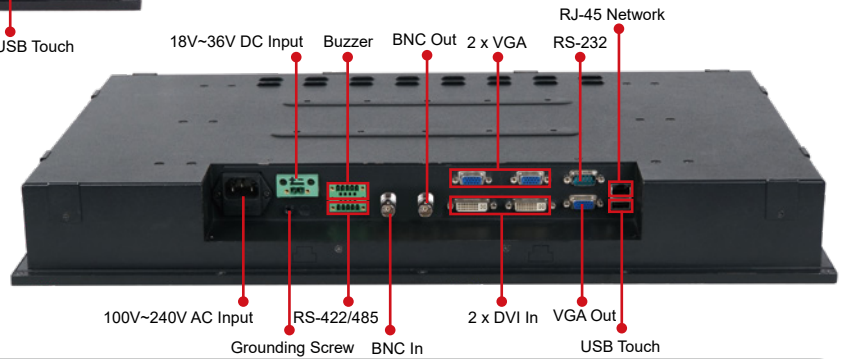 USB Touch
RJ-45 Network
18V~36V DC Input
Buzzer
BNC Out
2 x VGA
RS-232
100V~240V AC Input
RS-422/485
2 x DVI In
VGA Out
Grounding Screw
BNC In
USB Touch